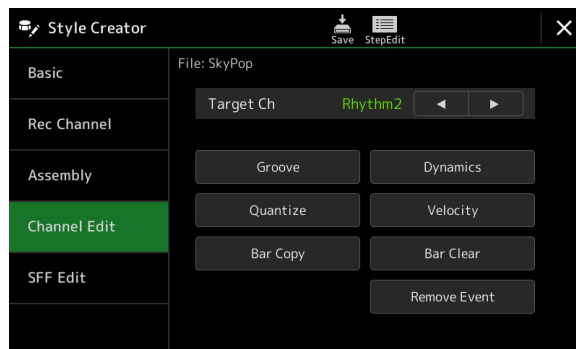 Style Creator
Save StepEdit
Basic
Rec Channel
Assembly
Channel Edit
SFF Edit
File: SkyPop
Target Ch Rhythm2
Groove Dynamics
Quantize Velocity
Bar Copy Bar Clear
Remove Event